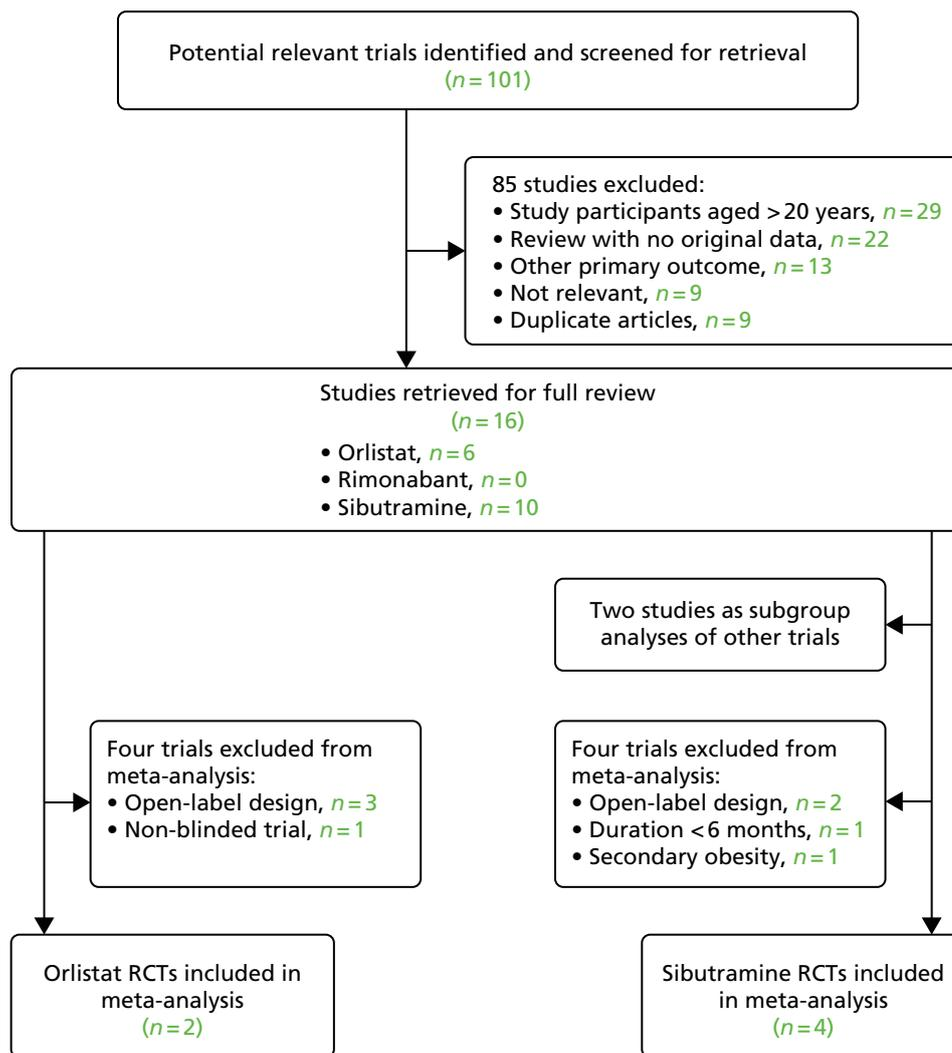 Potential relevant trials identified and screened for retrieval
(n=101)
85 studies excluded:
• Study participants aged >20 years, n=29
• Review with no original data, n=22
• Other primary outcome, n=13
• Not relevant, n=9
• Duplicate articles, n=9
Studies retrieved for full review
(n=16)
• Orlistat, n=6
• Rimonabant, n=0
• Sibutramine, n=10
Two studies as subgroup
analyses of other trials
Four trials excluded from
meta-analysis:
• Open-label design, n=3
• Non-blinded trial, n=1
Four trials excluded from
meta-analysis:
• Open-label design, n=2
• Duration <6 months, n=1
• Secondary obesity, n=1
Orlistat RCTs included in
meta-analysis
(n=2)
Sibutramine RCTs included
in meta-analysis
(n=4)